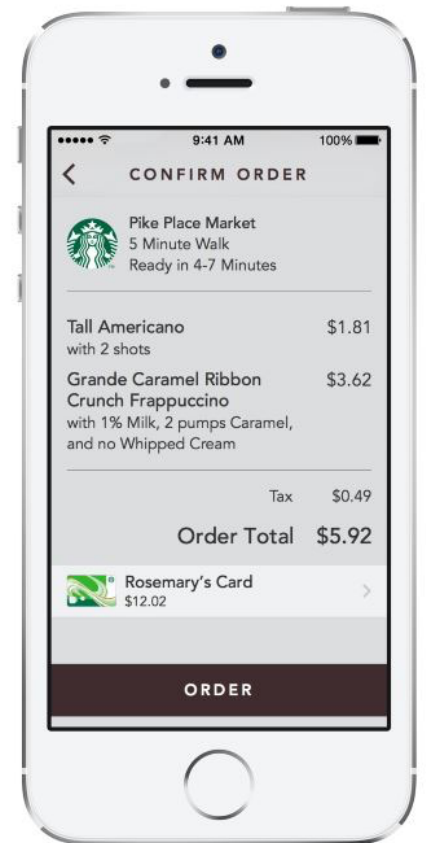 9:41 AM 100%
CONFIRM ORDER
Pike Place Market
5 Minute Walk
Ready in 4-7 Minutes
Tall Americano $1.81
with 2 shots
Grande Caramel Ribbon $3.62
Crunch Frappuccino
with 1% Milk, 2 pumps Caramel,
and no Whipped Cream
Tax $0.49
Order Total $5.92
Rosemary's Card
$12.02
ORDER